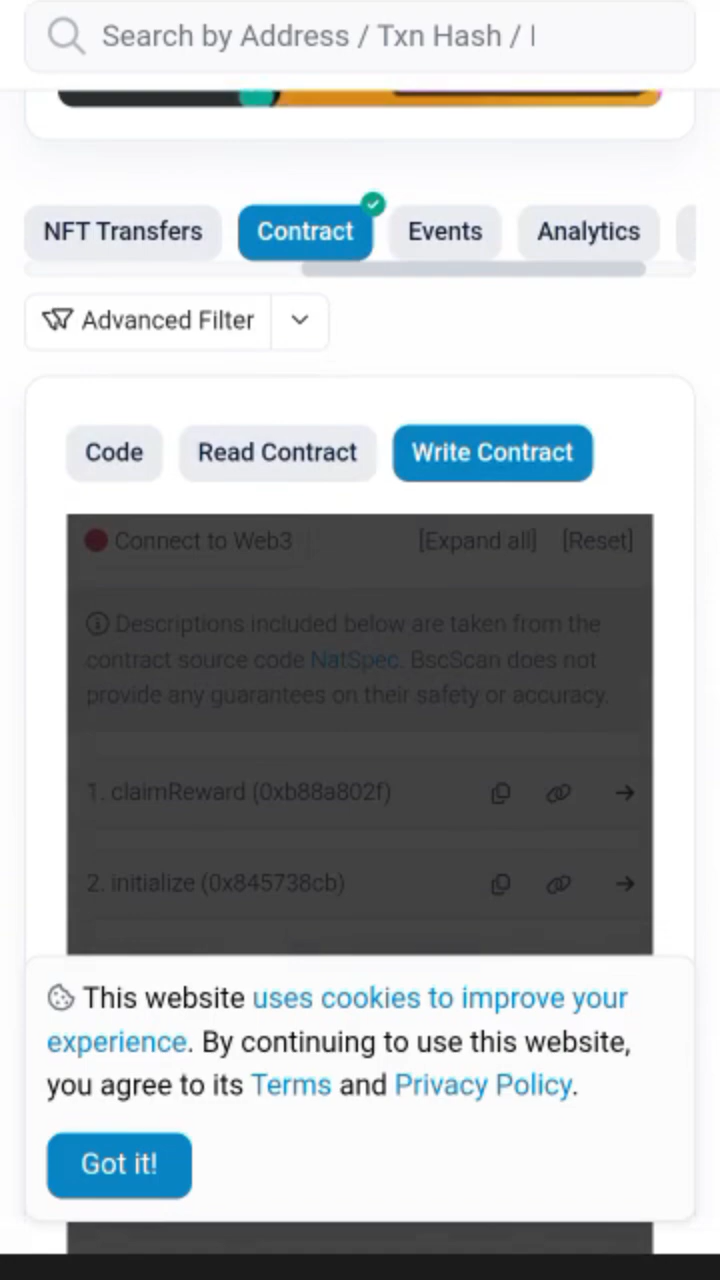 Search by Address / Txn Hash /
NFT Transfers
Contract
Events
Analytics
Advanced Filter
Code
Read Contract
Write Contract
Connect to Web3
[Expand all]
[Reset]
Descriptions included below are taken from the
contract source code NatSpec. BscScan does not
provide any guarantees on their safety or accuracy.
1. claimReward (0xb88a802f)
2. initialize (0x845738cb)
This website uses cookies to improve your
experience. By continuing to use this website,
you agree to its Terms and Privacy Policy.
Got it!